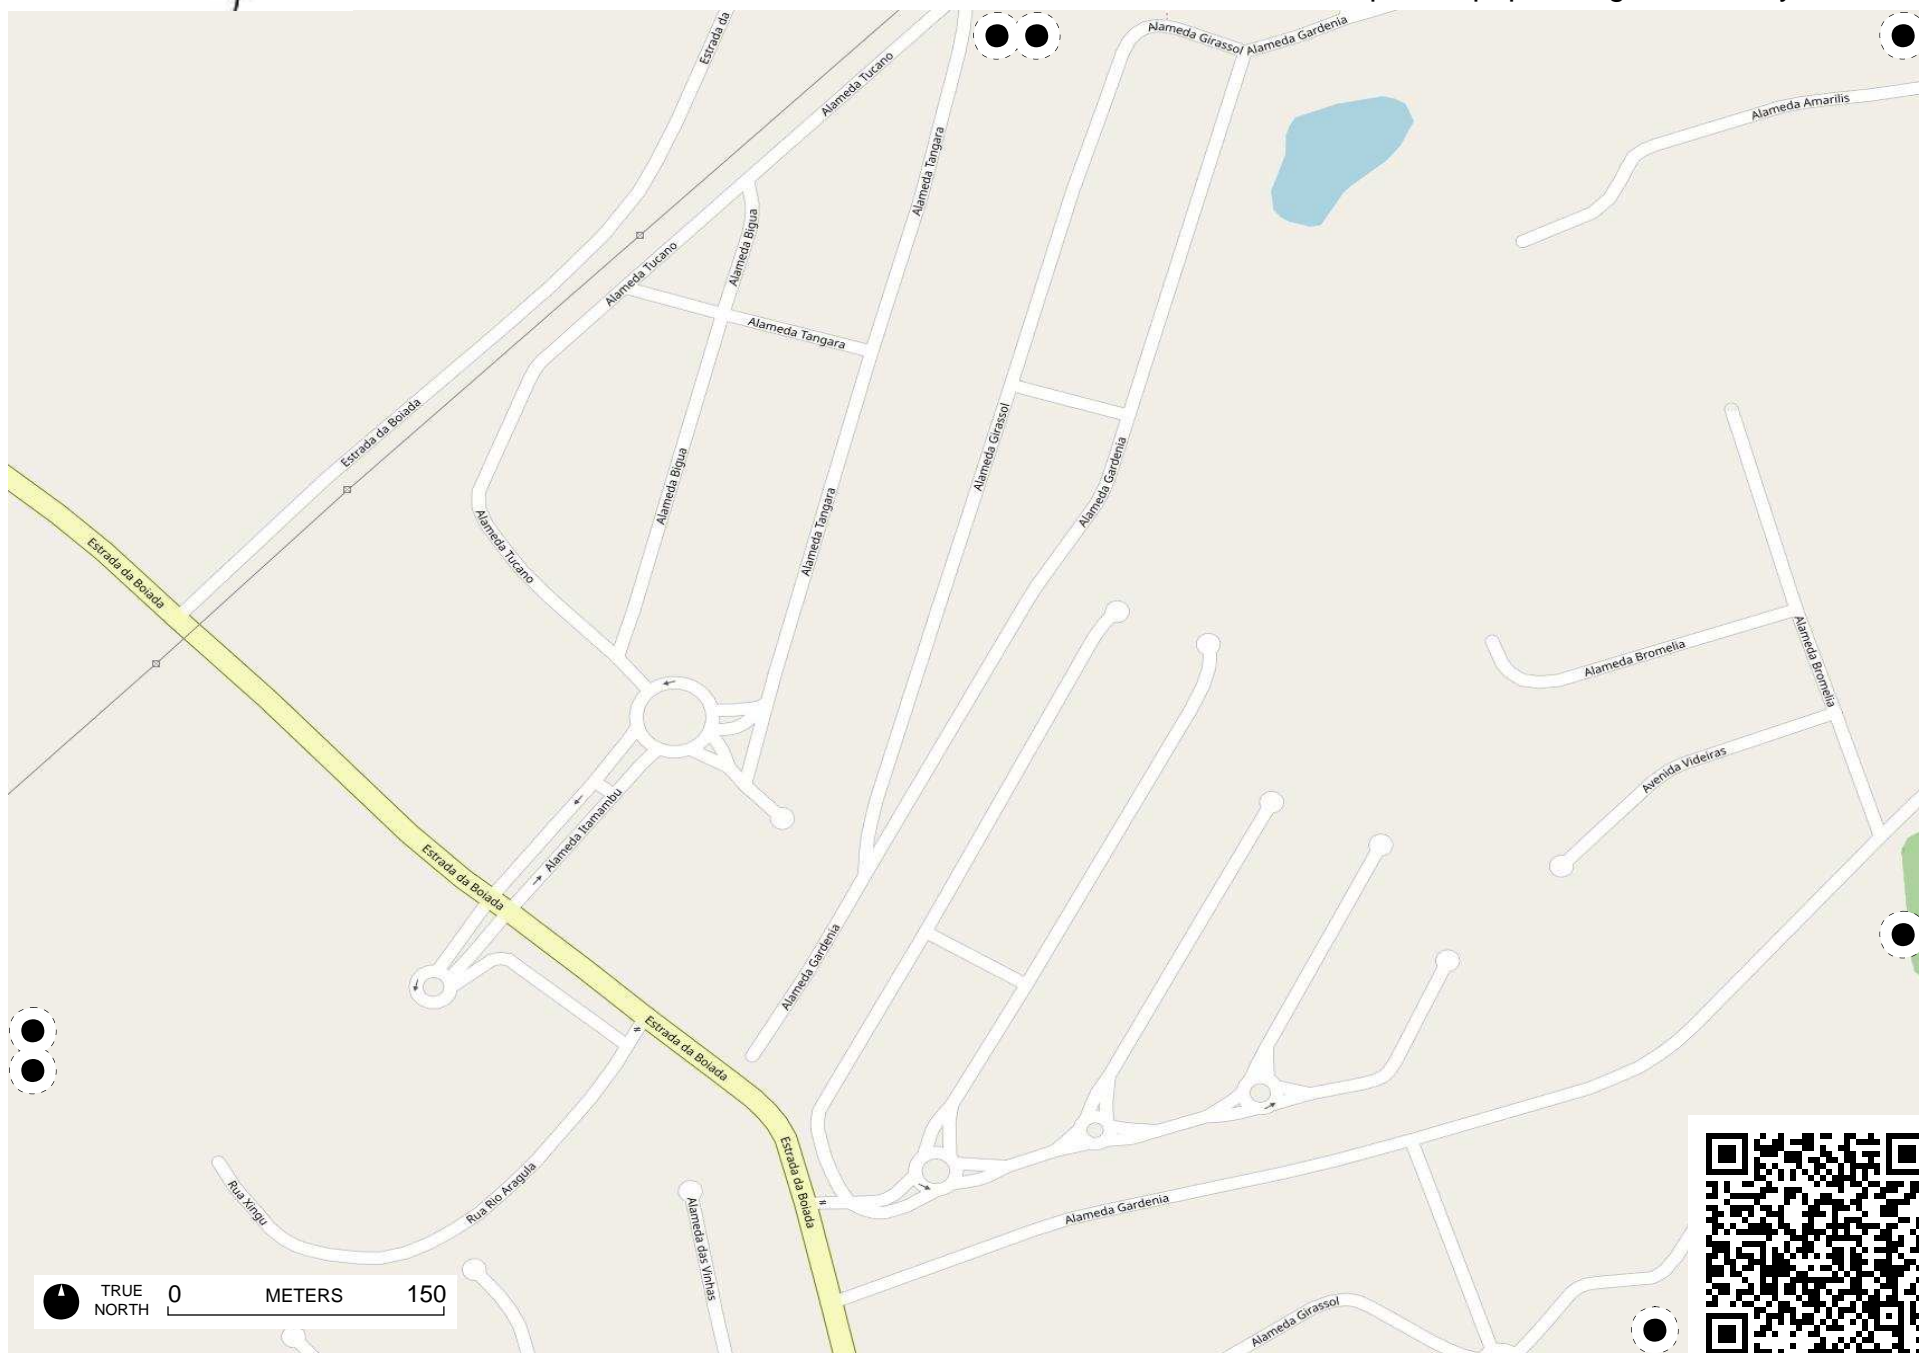 Estrada da
Alameda Tucano
Alameda Girassol
Alameda Gardenia
Alameda Amarilis
Alameda Tangara
Alameda Bigua
Alameda Tucano
Alameda Tangara
Estrada da Boiada
Alameda Girassol
Alameda Gardenia
Alameda Bigua
Alameda Tangara
Alameda Tucano
Estrada da Boiada
Alameda Bromelia
Alameda Bromelia
Avenida Videiras
Alameda Itamambu
Estrada da Boiada
Alameda Gardenia
Estrada da Boiada
Estrada da Boiada
Rua Xingu
Rua Rio Aragula
Alameda das Vinhas
Alameda Gardenia
Alameda Girassol
TRUE
NORTH
0 METERS 150